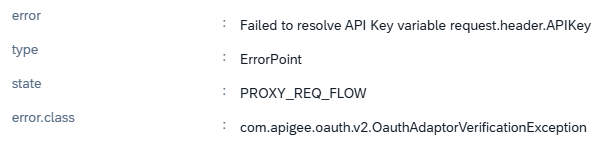 error : Failed to resolve API Key variable request.header.APIKey
type : ErrorPoint
state : PROXY_REQ_FLOW
error.class : com.apigee.oauth.v2.OauthAdaptorVerificationException